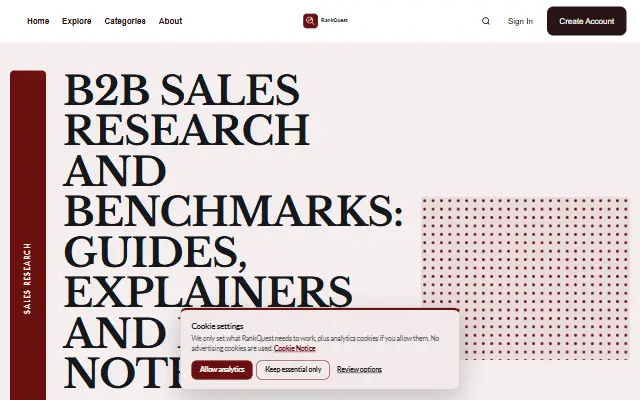 Home Explore Categories About
RankQuest
Sign In
Create Account
SALES RESEARCH
B2B SALES
RESEARCH
AND
BENCHMARKS:
GUIDES,
EXPLAINERS
AND
Cookie settings
We only set what RankQuest needs to work, plus analytics cookies if you allow them. No
advertising cookies are used. Cookie Notice
Allow analytics Keep essential only Review options